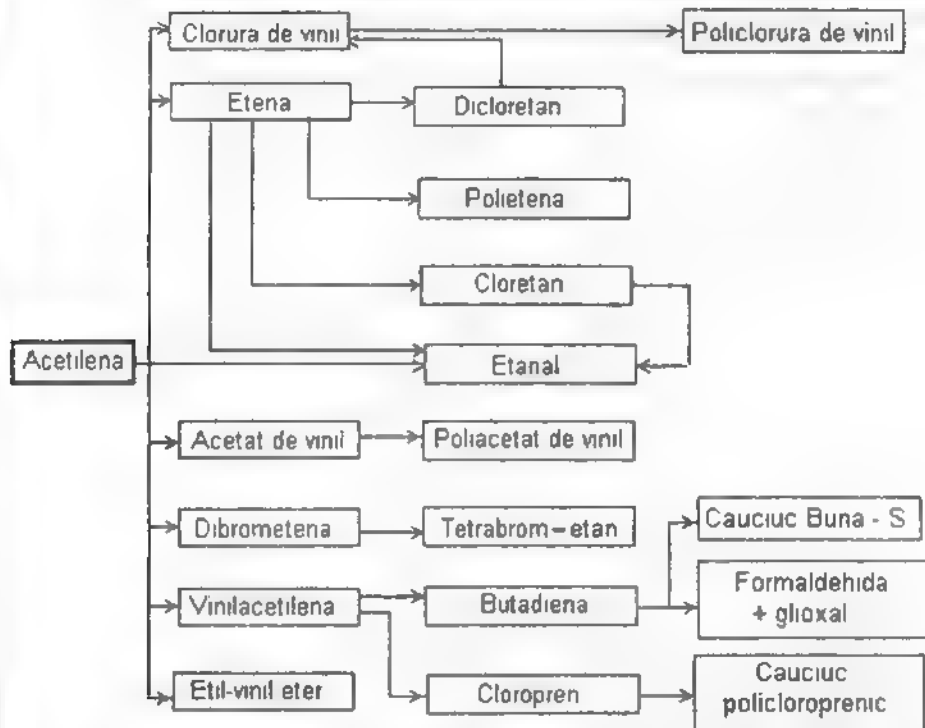 Clorura de vinil
Policlorura de vinil
Etena
Dicloretan
Polietena
Cloretan
Acetilena
Etanal
Acetat de vinil
Poliacetat de vinil
Dibrometena
Tetrabrom-etan
Cauciuc Buna - S
Vinilacetilena
Butadiena
Formaldehida
+ glioxal
Etil-vinil eter
Cloropren
Cauciuc
policloroprenic